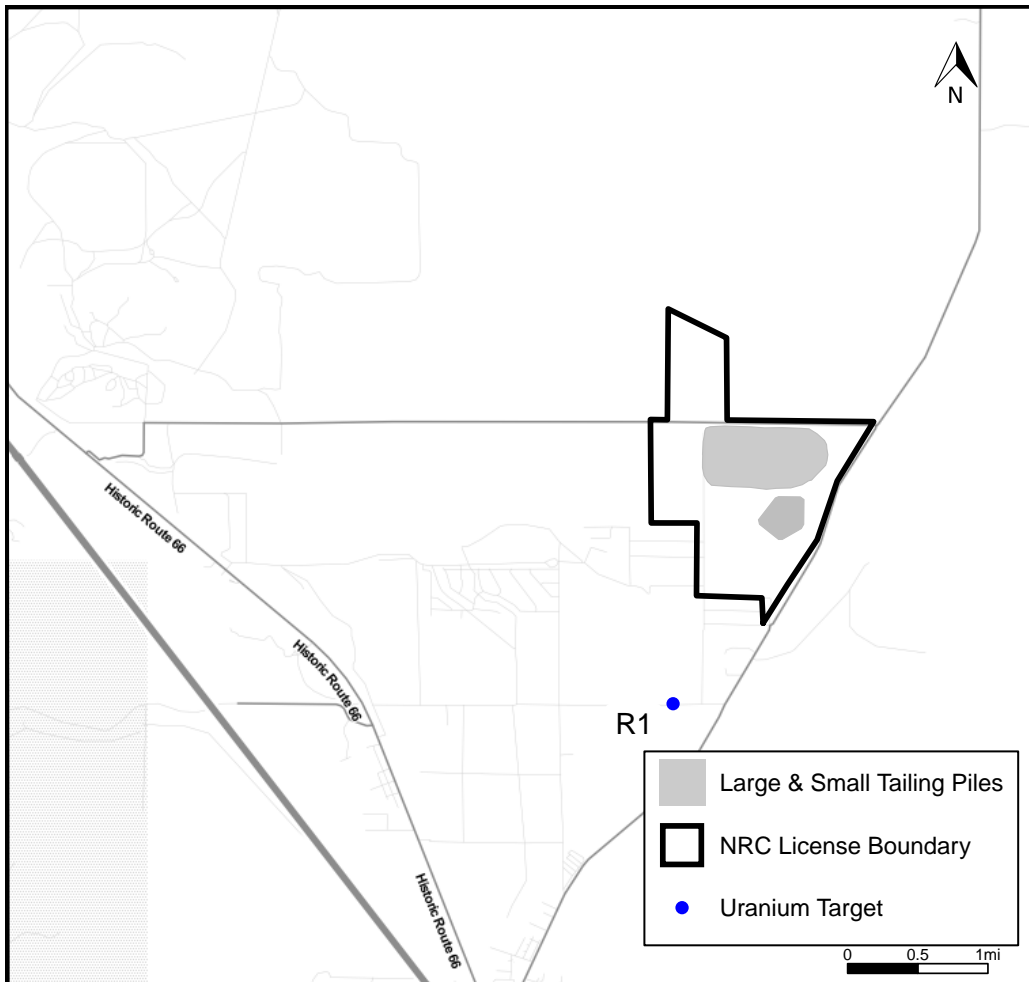 N
Historic Route 66
Historic Route 66
R1
Large & Small Tailing Piles
NRC License Boundary
Historic Route 66
Uranium Target
0 0.5 1mi